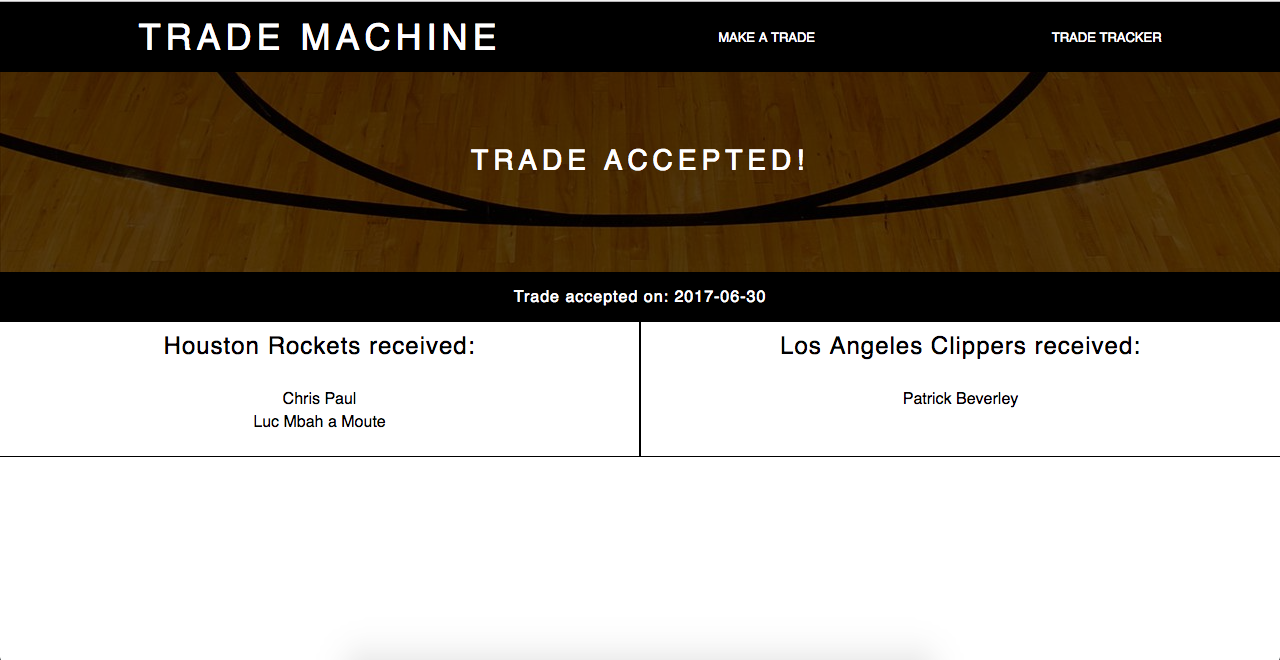 TRADE MACHINE
MAKE A TRADE
TRADE TRACKER
TRADE ACCEPTED!
Trade accepted on: 2017-06-30
Houston Rockets received:
Chris Paul
Luc Mbah a Moute
Los Angeles Clippers received:
Patrick Beverley